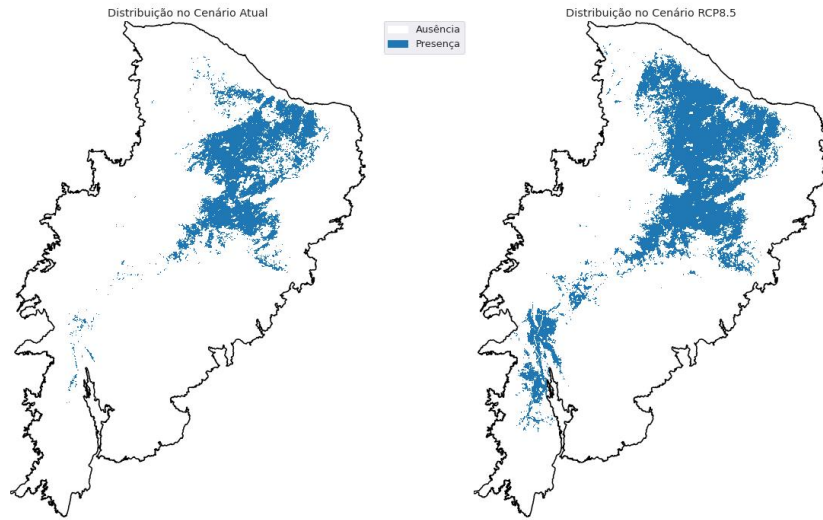 Distribuição no Cenário Atual
Ausência
Presença
Distribuição no Cenário RCP8.5